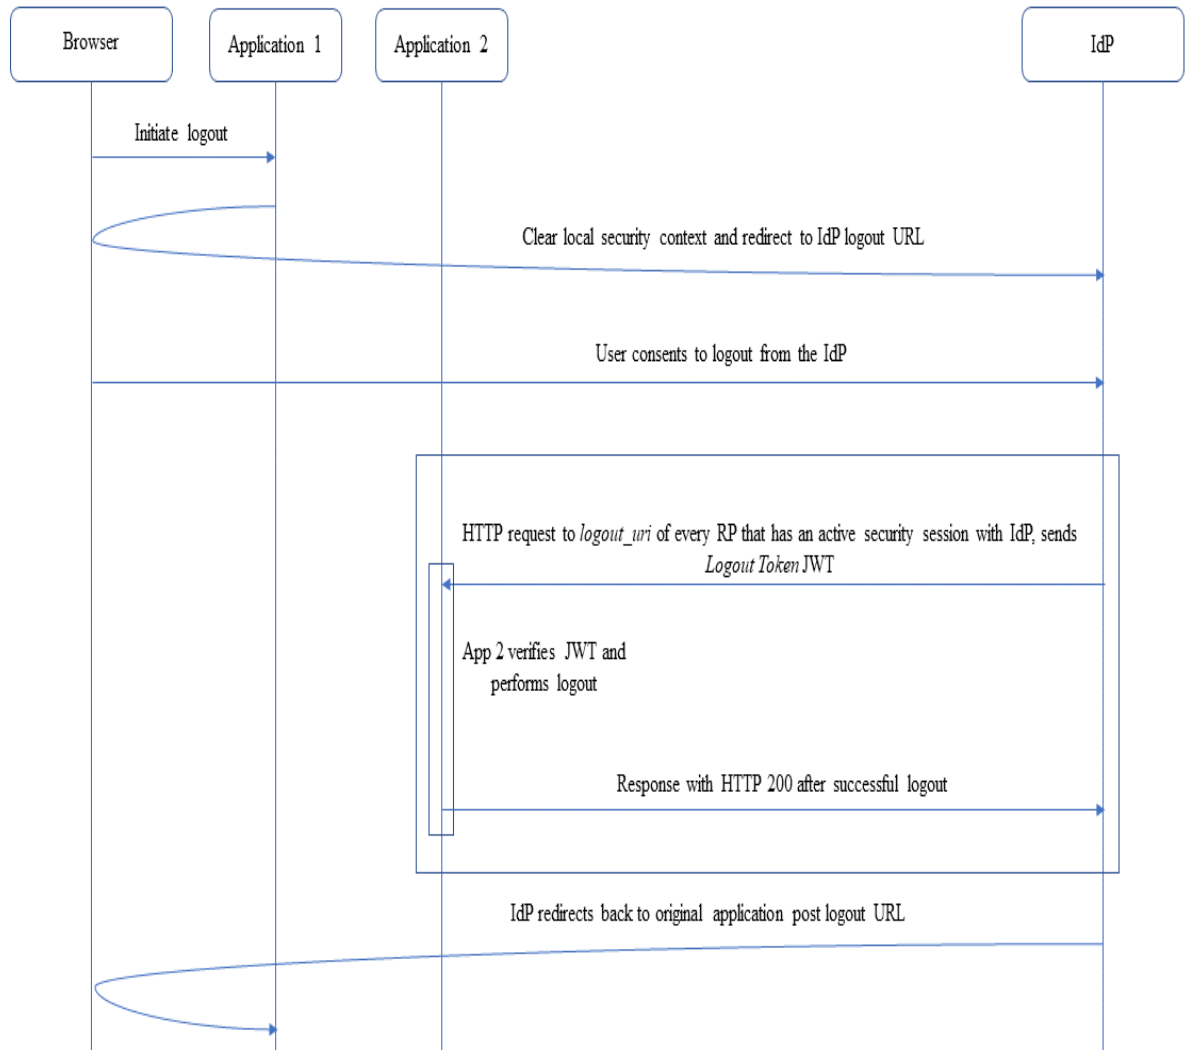 Browser
Application 1
Application 2
IdP
Initiate logout
Clear local security context and redirect to IdP logout URL
User consents to logout from the IdP
HTTP request to logout_uri of every RP that has an active security session with IdP, sends
Logout Token JWT
App 2 verifies JWT and
performs logout
Response with HTTP 200 after successful logout
IdP redirects back to original application post logout URL